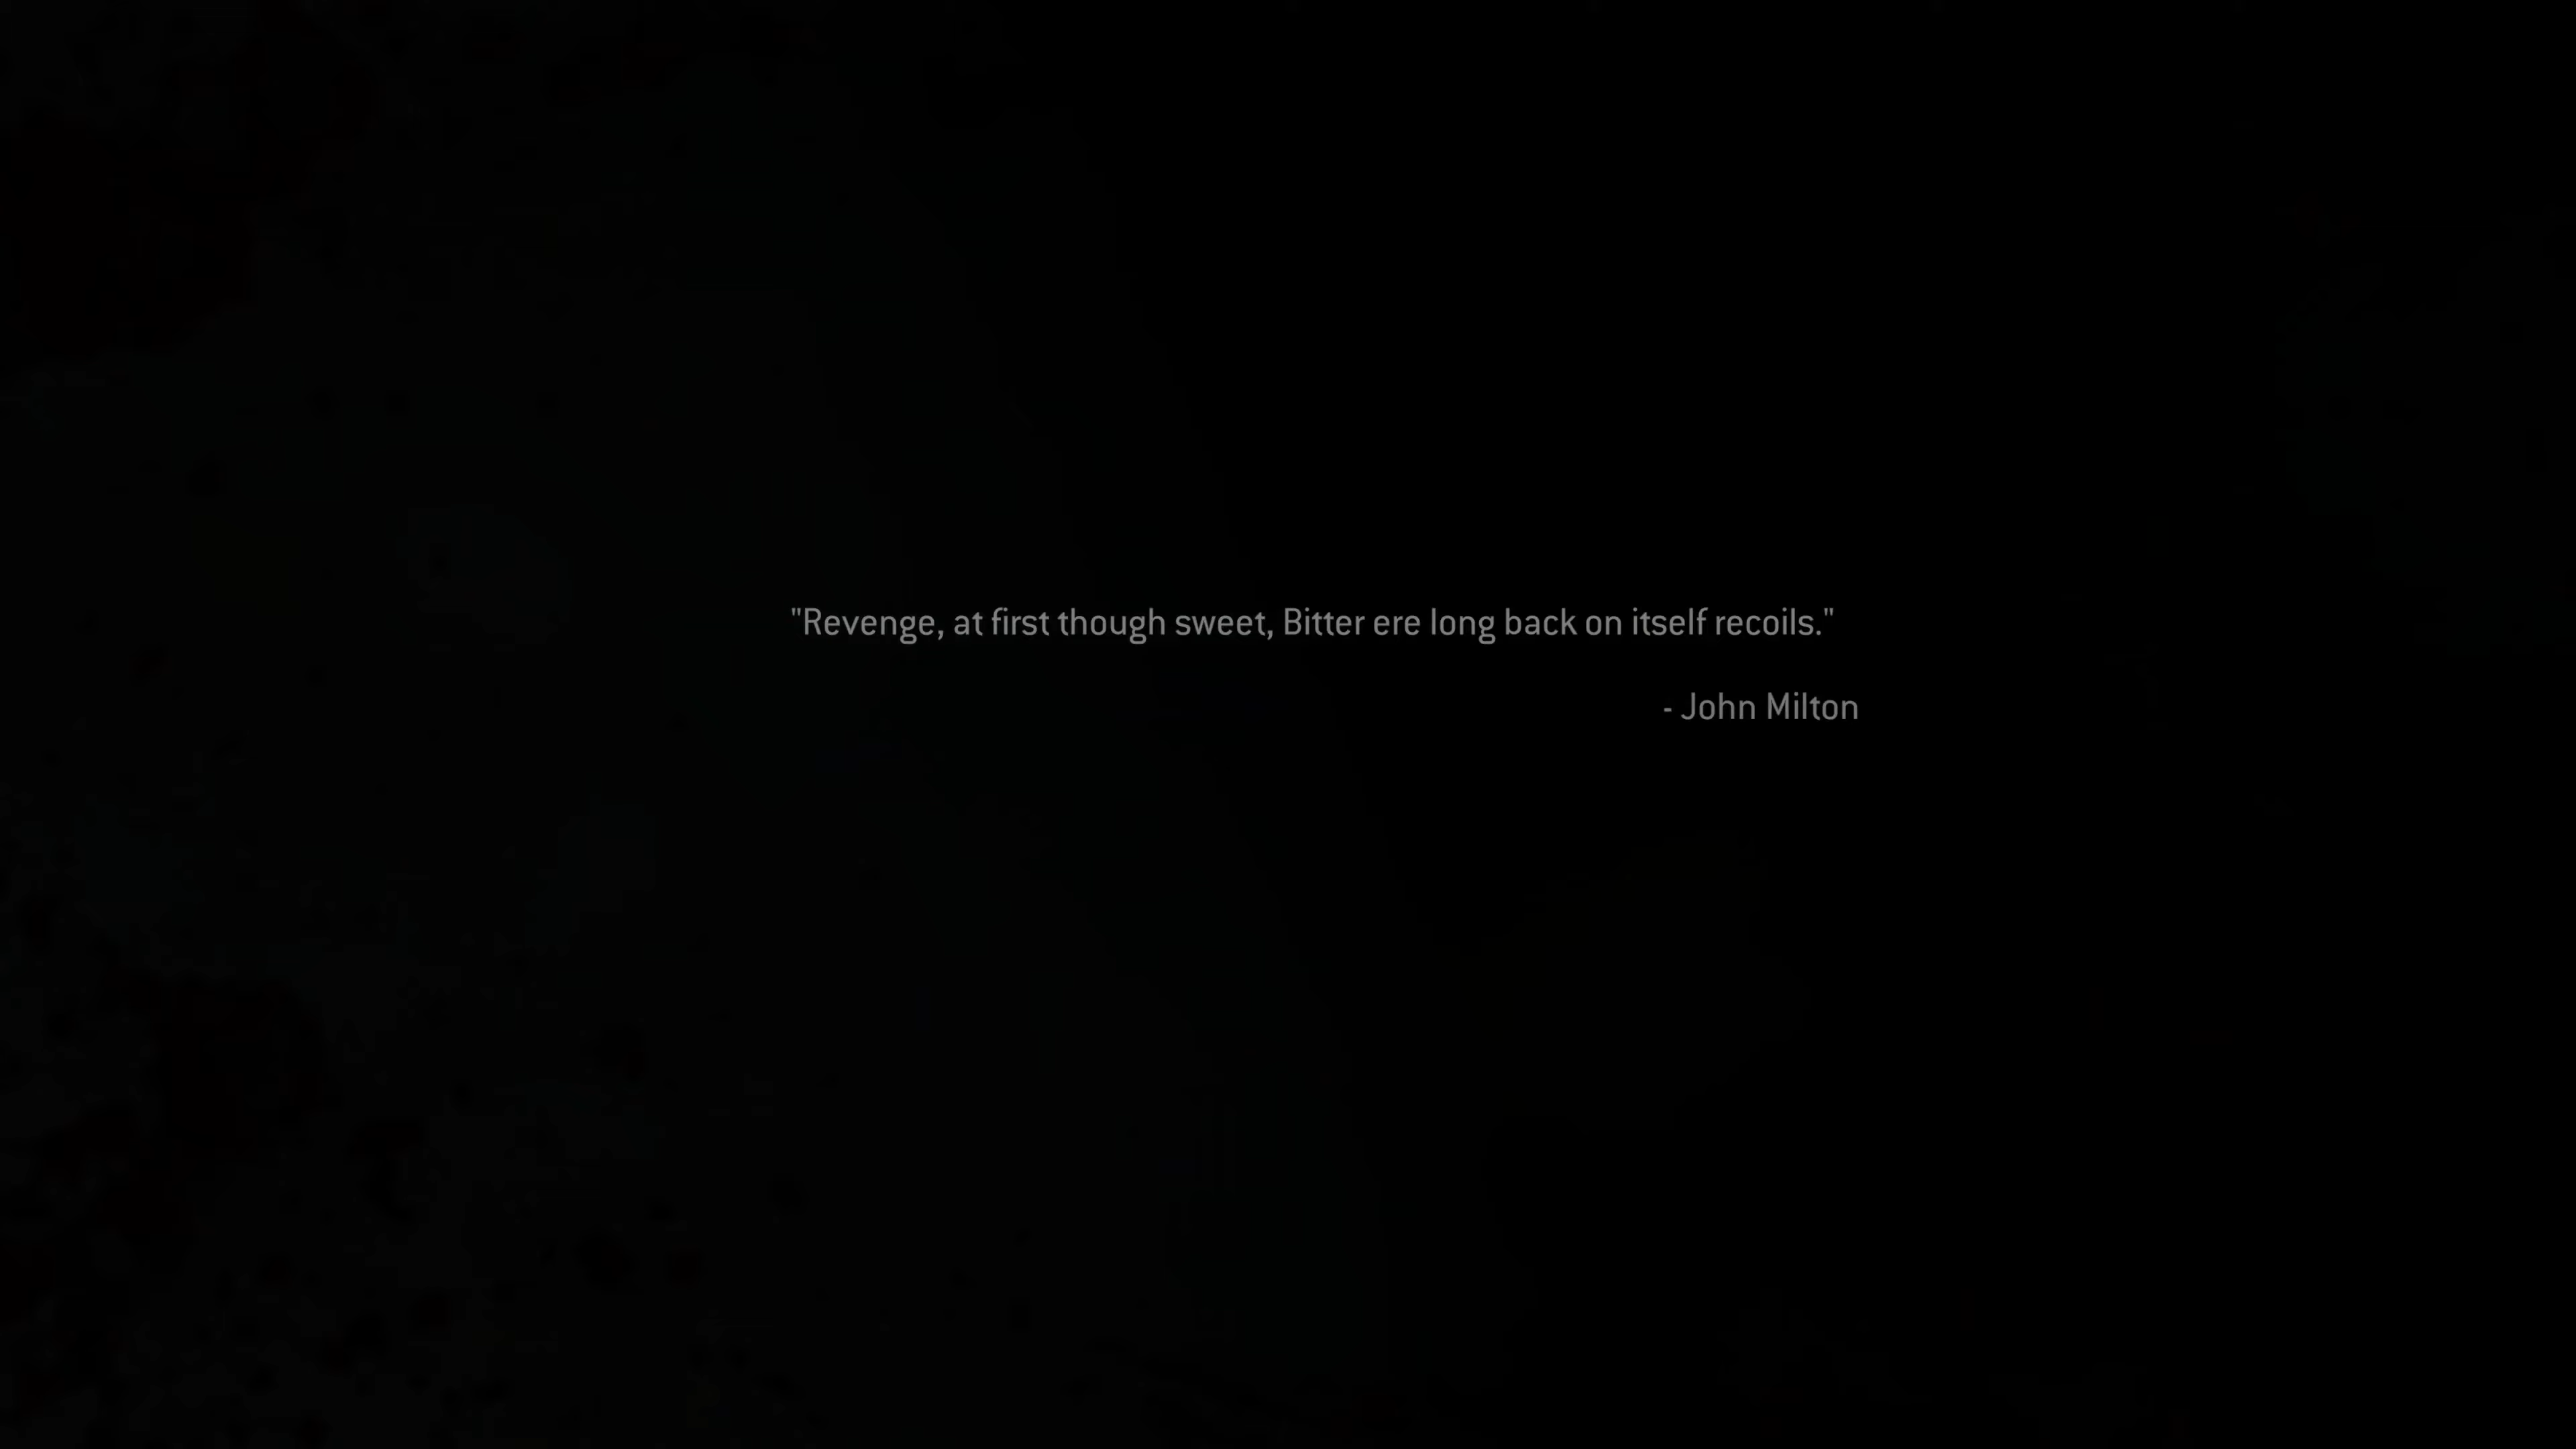 "Revenge, at first though sweet, Bitter ere long back on itself recoils."
- John Milton